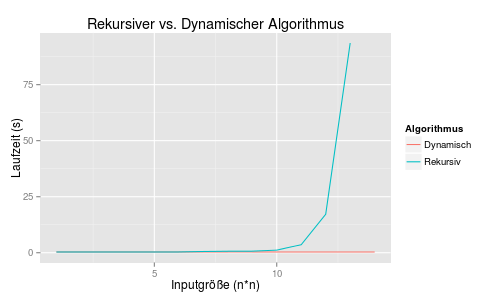 Rekursiver vs. Dynamischer Algorithmus
Laufzeit (s)
75
50
25
0
5
10
Inputgröße (n*n)
Algorithmus
Dynamisch
Rekursiv